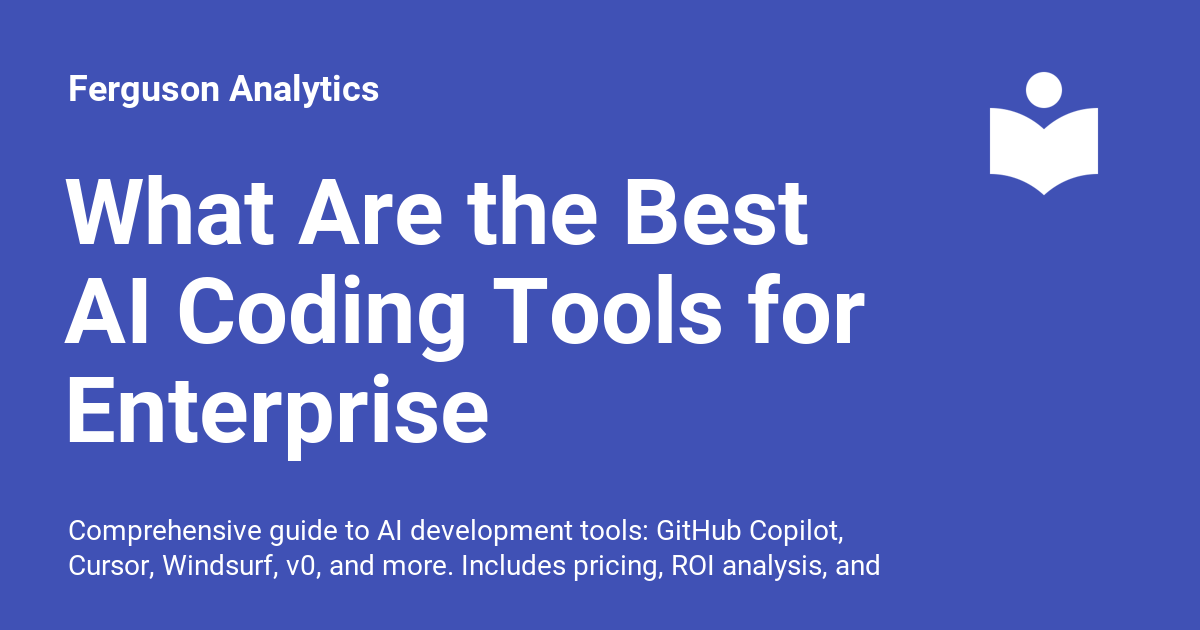 Ferguson Analytics
What Are the Best
AI Coding Tools for
Enterprise
Comprehensive guide to AI development tools: GitHub Copilot,
Cursor, Windsurf, v0, and more. Includes pricing, ROI analysis, and